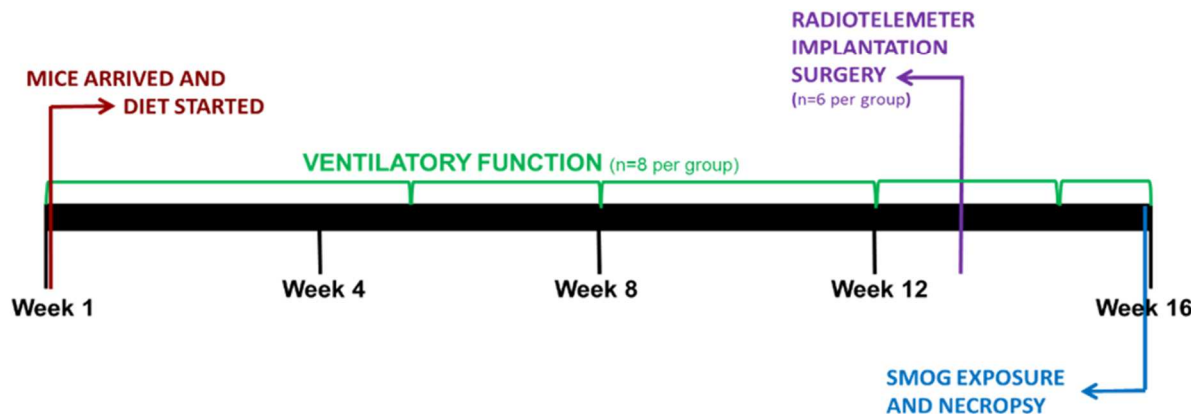 RADIOTELEMETER
IMPLANTATION
SURGERY
(n=6 per group)
MICE ARRIVED AND
DIET STARTED
VENTILATORY FUNCTION (n=8 per group)
Week 1
Week 4
Week 8
Week 12
Week 16
SMOG EXPOSURE
AND NECROPSY